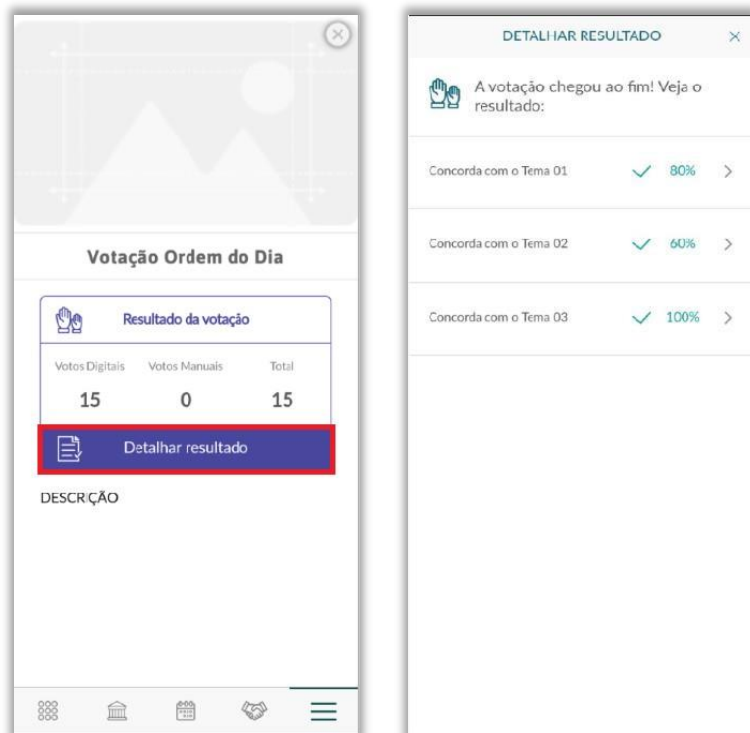 Votação Ordem do Dia
Resultado da votação
Votos Digitais Votos Manuais Total
15 0 15
Detalhar resultado
DESCRIÇÃO
DETALHAR RESULTADO
A votação chegou ao fim! Veja o
resultado:
Concorda com o Tema 01 80%
Concorda com o Tema 02 60%
Concorda com o Tema 03 100%